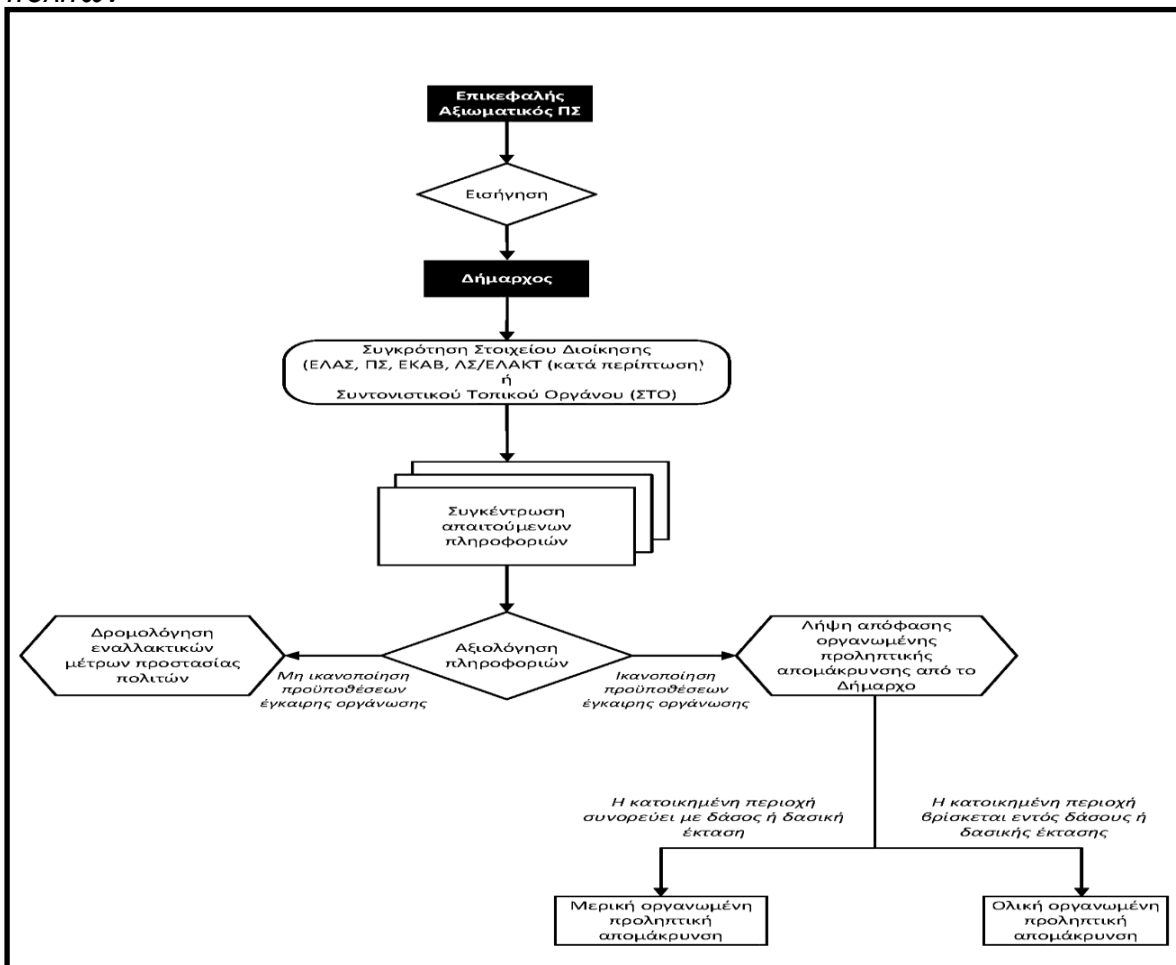 Επικεφαλής
Αξιωματικός ΠΣ
Εισήγηση
Δήμαρχος
Συγκρότηση Στοιχείου Διοίκησης
(ΕΛΑΣ, ΠΣ, ΕΚΑΒ, ΛΣ/ΕΛΑΚΤ (κατά περίπτωση)
ή
Συντονιστικού Τοπικού Οργάνου (ΣΤΟ)
Συγκέντρωση
απαιτούμενων
πληροφοριών
Αξιολόγηση
πληροφοριών
Δρομολόγηση
εναλλακτικών
μέτρων προστασίας
πολιτών
Μη ικανοποίηση
προϋποθέσεων
έγκαιρης οργάνωσης
Ικανοποίηση
προϋποθέσεων
έγκαιρης οργάνωσης
Λήψη απόφασης
οργανωμένης
προληπτικής
απομάκρυνσης από το
Δήμαρχο
Η κατοικημένη περιοχή
συνορεύει με δάσος ή δασική
έκταση
Η κατοικημένη περιοχή
βρίσκεται εντός δάσους ή
δασικής έκτασης
Μερική οργανωμένη
προληπτική
απομάκρυνση
Ολική οργανωμένη
προληπτική
απομάκρυνση